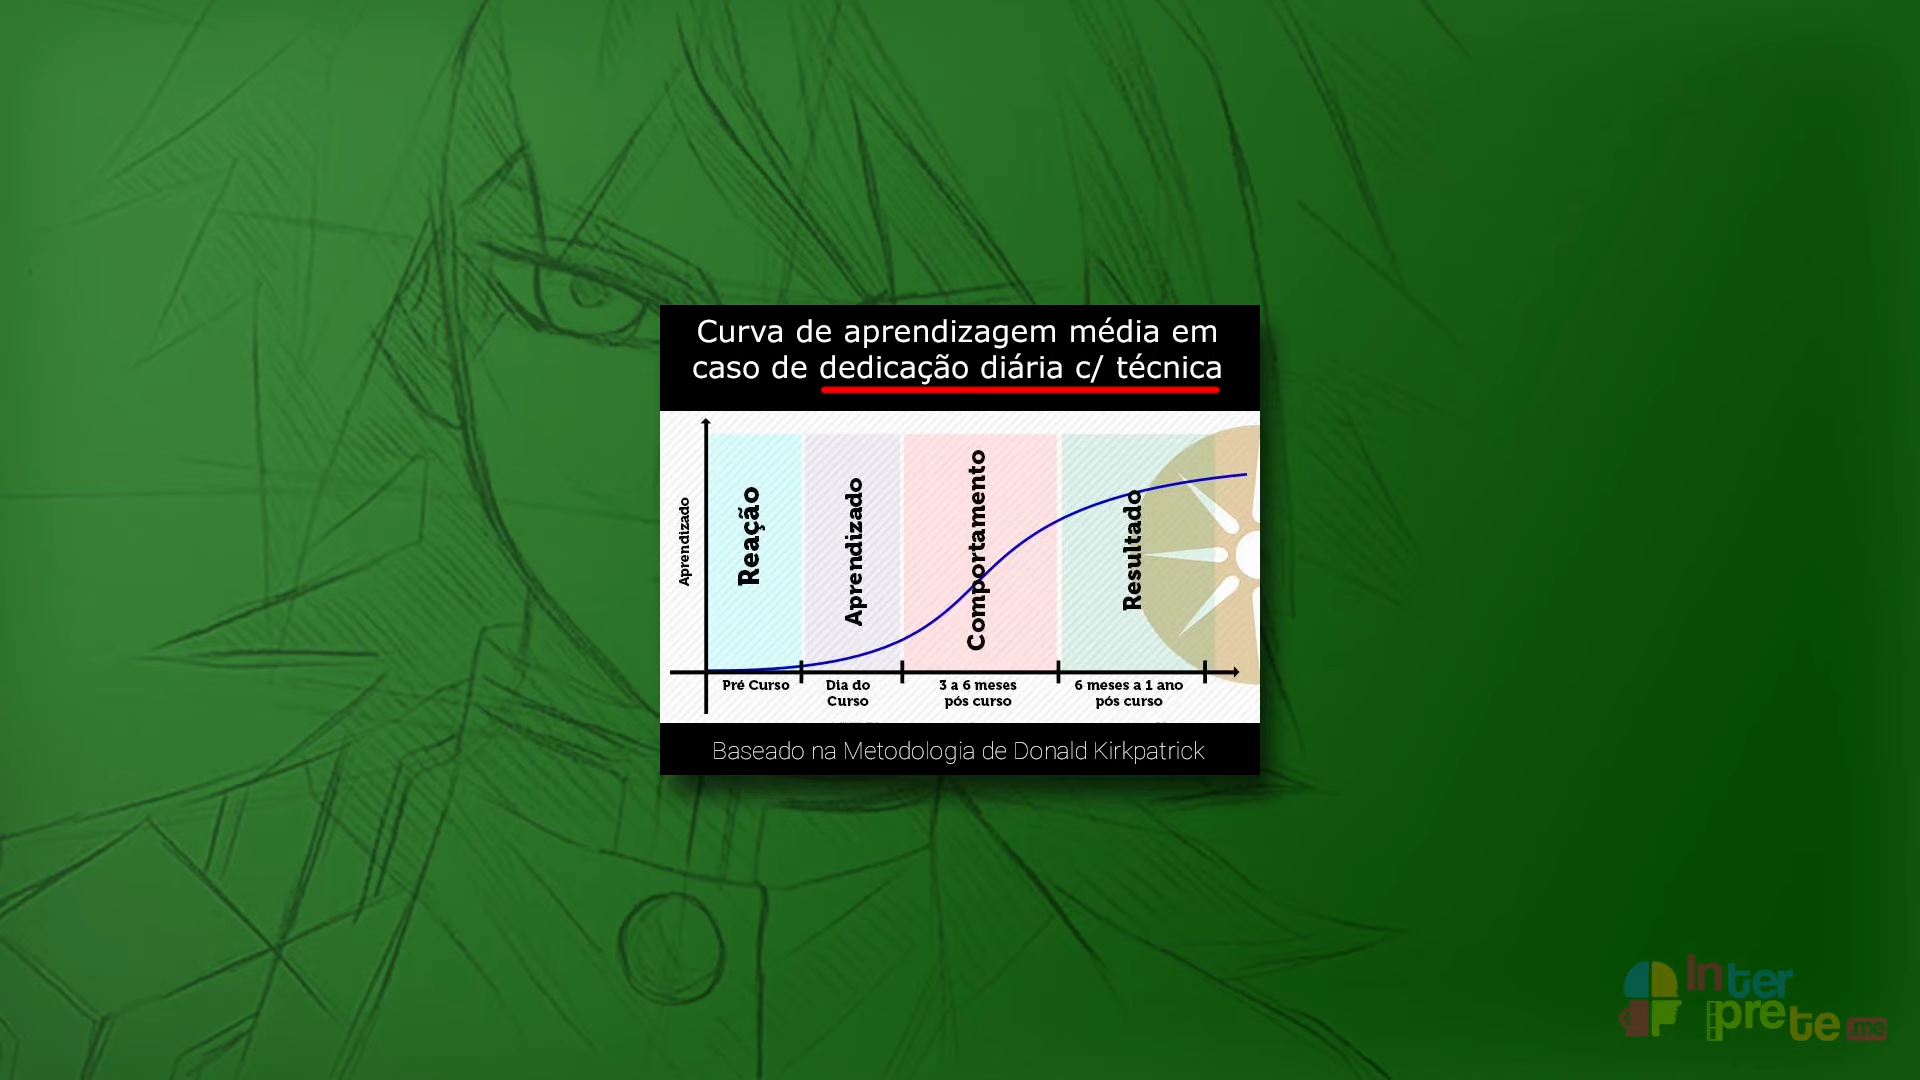 Curva de aprendizagem média em
caso de dedicação diária c/ técnica
Aprendizado
Reação
Aprendizado
Comportamento
Resultado
Pré Curso
Dia do
Curso
3 a 6 meses
pós curso
6 meses a 1 ano
pós curso
Baseado na Metodologia de Donald Kirkpatrick
Inter
prete.me